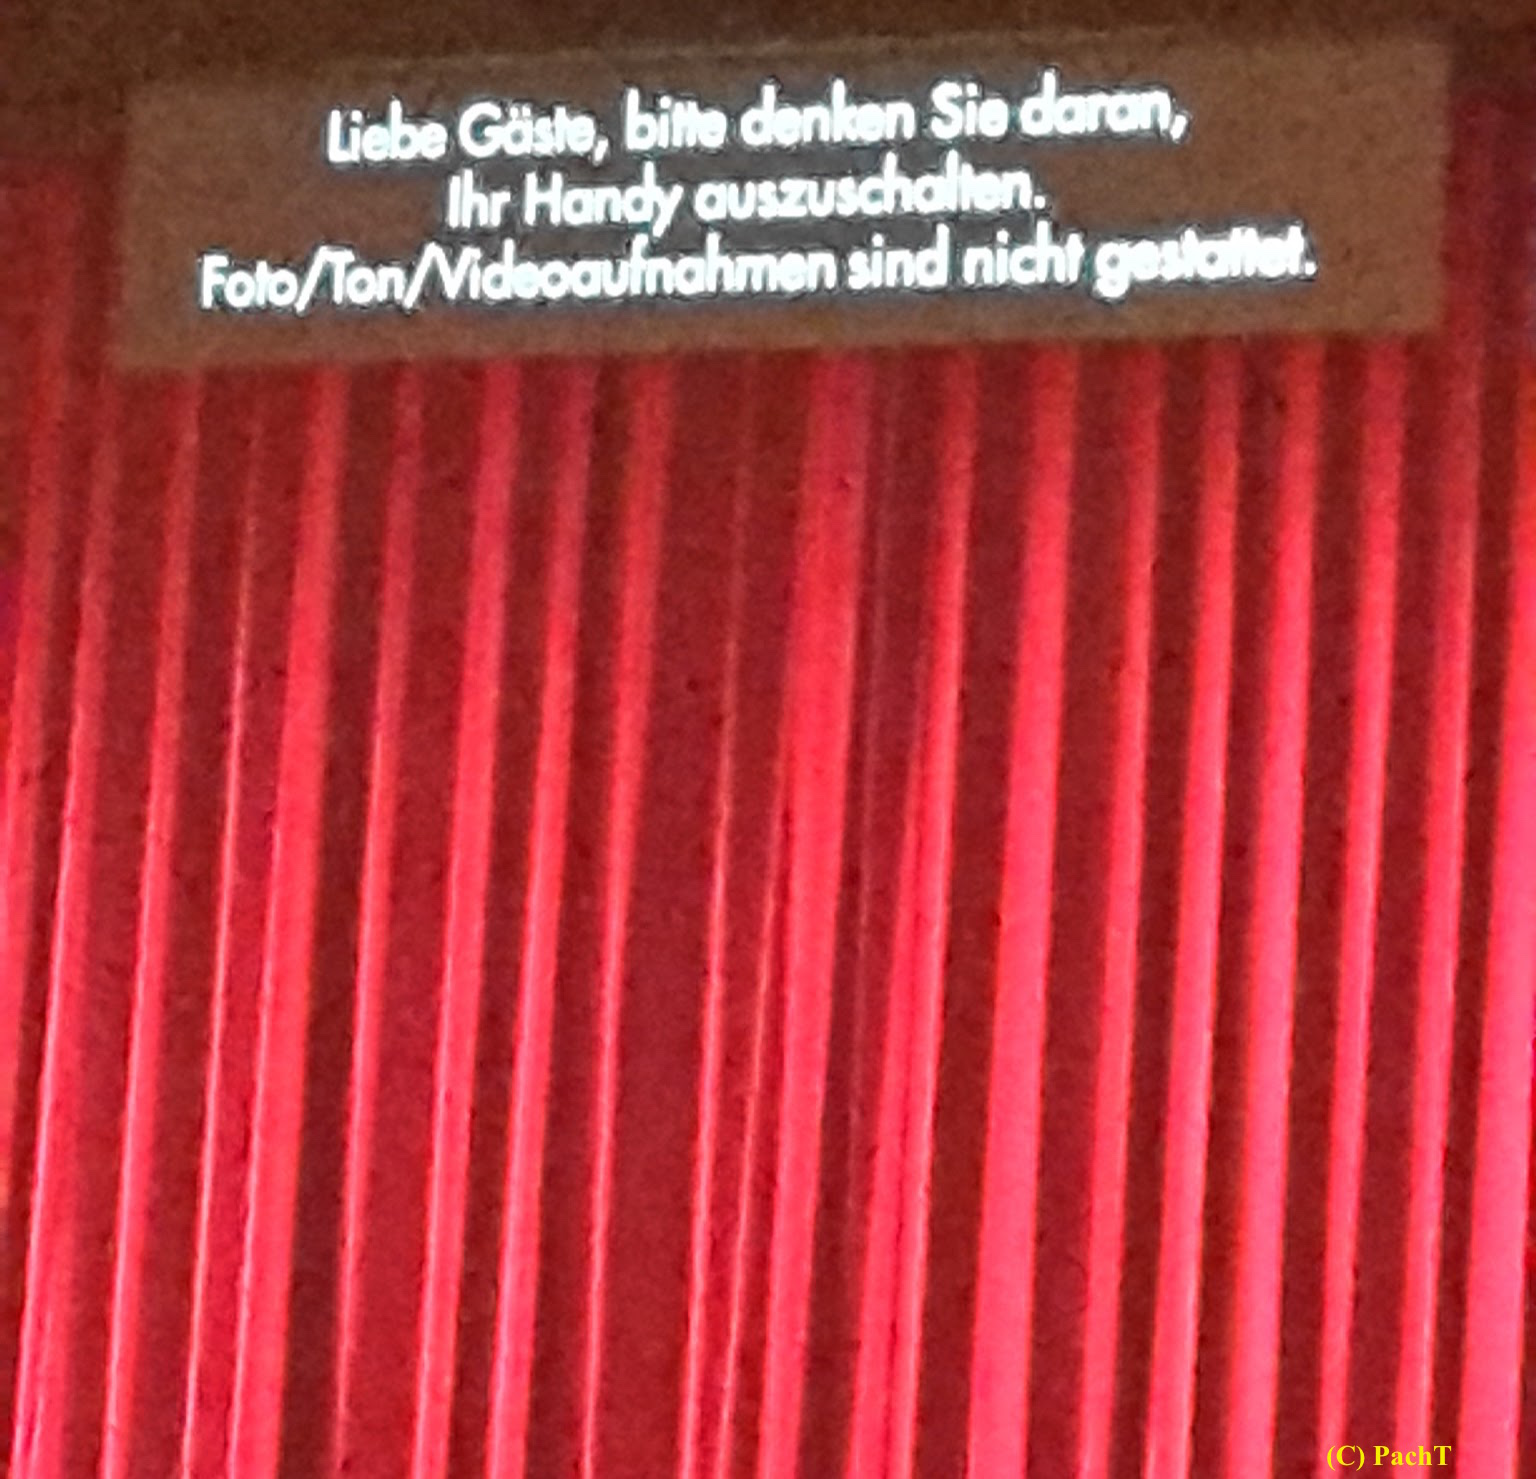 Liebe Gäste, bitte denken Sie daran,
Ihr Handy auszuschalten.
Foto/Ton/Videoaufnahmen sind nicht gestattet.
(C) PachT